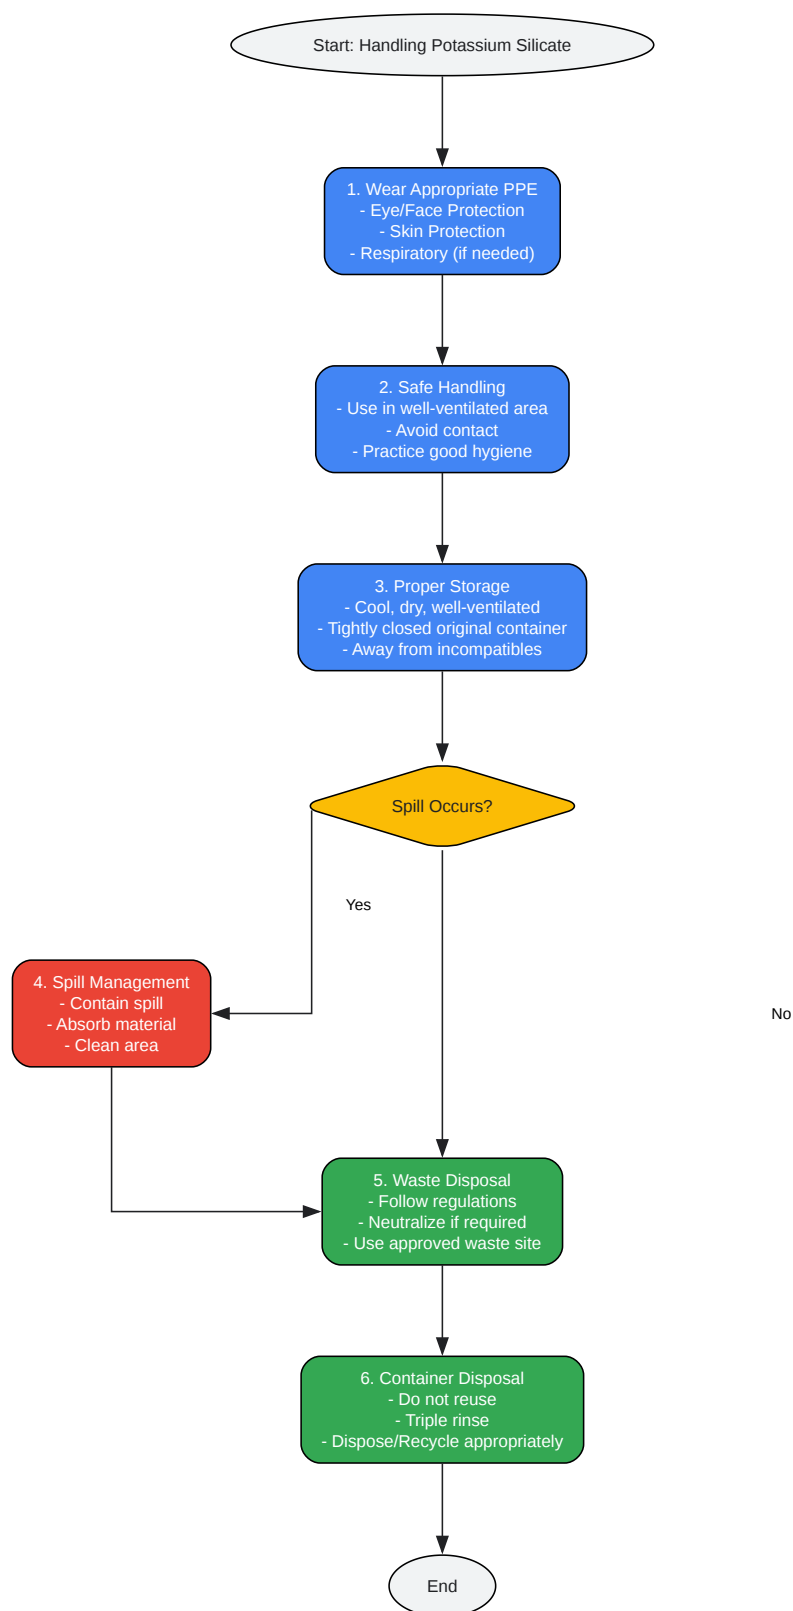 Start: Handling Potassium Silicate
1. Wear Appropriate PPE
- Eye/Face Protection
- Skin Protection
- Respiratory (if needed)
2. Safe Handling
- Use in well-ventilated area
- Avoid contact
- Practice good hygiene
3. Proper Storage
- Cool, dry, well-ventilated
- Tightly closed original container
- Away from incompatibles
Spill Occurs?
Yes
4. Spill Management
- Contain spill
- Absorb material
- Clean area
No
5. Waste Disposal
- Follow regulations
- Neutralize if required
- Use approved waste site
6. Container Disposal
- Do not reuse
- Triple rinse
- Dispose/Recycle appropriately
End